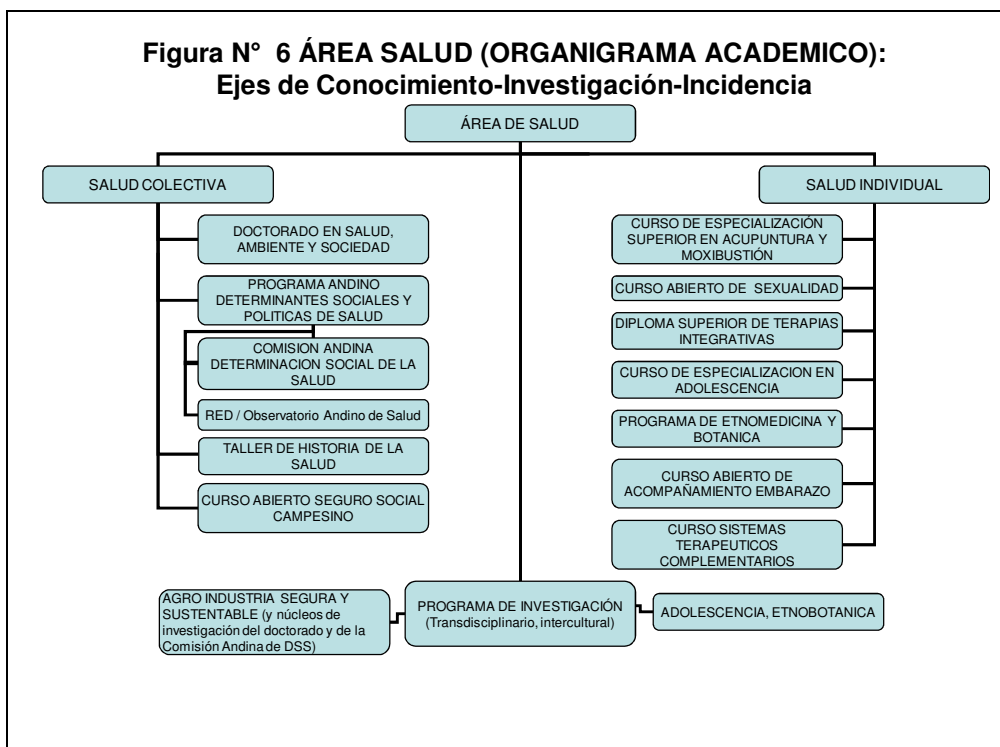 Figura N° 6 ÁREA SALUD (ORGANIGRAMA ACADEMICO):
Ejes de Conocimiento-Investigación-Incidencia
ÁREA DE SALUD
SALUD COLECTIVA
DOCTORADO EN SALUD,
AMBIENTE Y SOCIEDAD
PROGRAMA ANDINO
DETERMINANTES SOCIALES Y
POLITICAS DE SALUD
COMISION ANDINA
DETERMINACION SOCIAL DE LA
SALUD
RED / Observatorio Andino de Salud
TALLER DE HISTORIA DE LA
SALUD
CURSO ABIERTO SEGURO SOCIAL
CAMPESINO
SALUD INDIVIDUAL
CURSO DE ESPECIALIZACIÓN
SUPERIOR EN ACUPUNTURA Y
MOXIBUSTIÓN
CURSO ABIERTO DE SEXUALIDAD
DIPLOMA SUPERIOR DE TERAPIAS
INTEGRATIVAS
CURSO DE ESPECIALIZACION EN
ADOLESCENCIA
PROGRAMA DE ETNOMEDICINA Y
BOTANICA
CURSO ABIERTO DE
ACOMPAÑAMIENTO EMBARAZO
CURSO SISTEMAS
TERAPEUTICOS
COMPLEMENTARIOS
AGRO INDUSTRIA SEGURA Y
SUSTENTABLE (y núcleos de
investigación del doctorado y de la
Comisión Andina de DSS)
PROGRAMA DE INVESTIGACIÓN
(Transdisciplinario, intercultural)
ADOLESCENCIA, ETNOBOTANICA